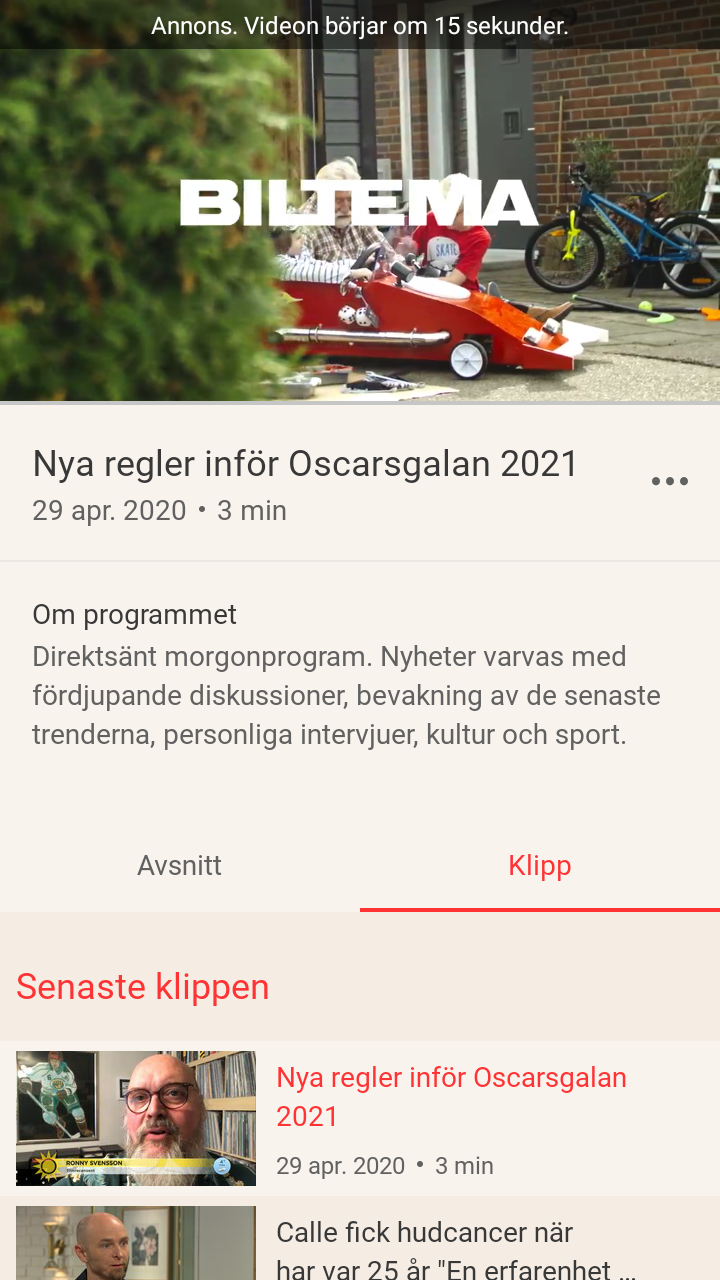 Annons. Videon börjar om 15 sekunder.
BILTEMA
SKATE
Nya regler inför Oscarsgalan 2021
29 apr. 2020 • 3 min
Om programmet
Direktsänt morgonprogram. Nyheter varvas med
fördjupande diskussioner, bevakning av de senaste
trenderna, personliga intervjuer, kultur och sport.
Avsnitt
Klipp
Senaste klippen
Nya regler inför Oscarsgalan
2021
RONNY SVENSSON
29 apr. 2020 • 3 min
Calle fick hudcancer när
har var 25 år "En erfarenhet ...